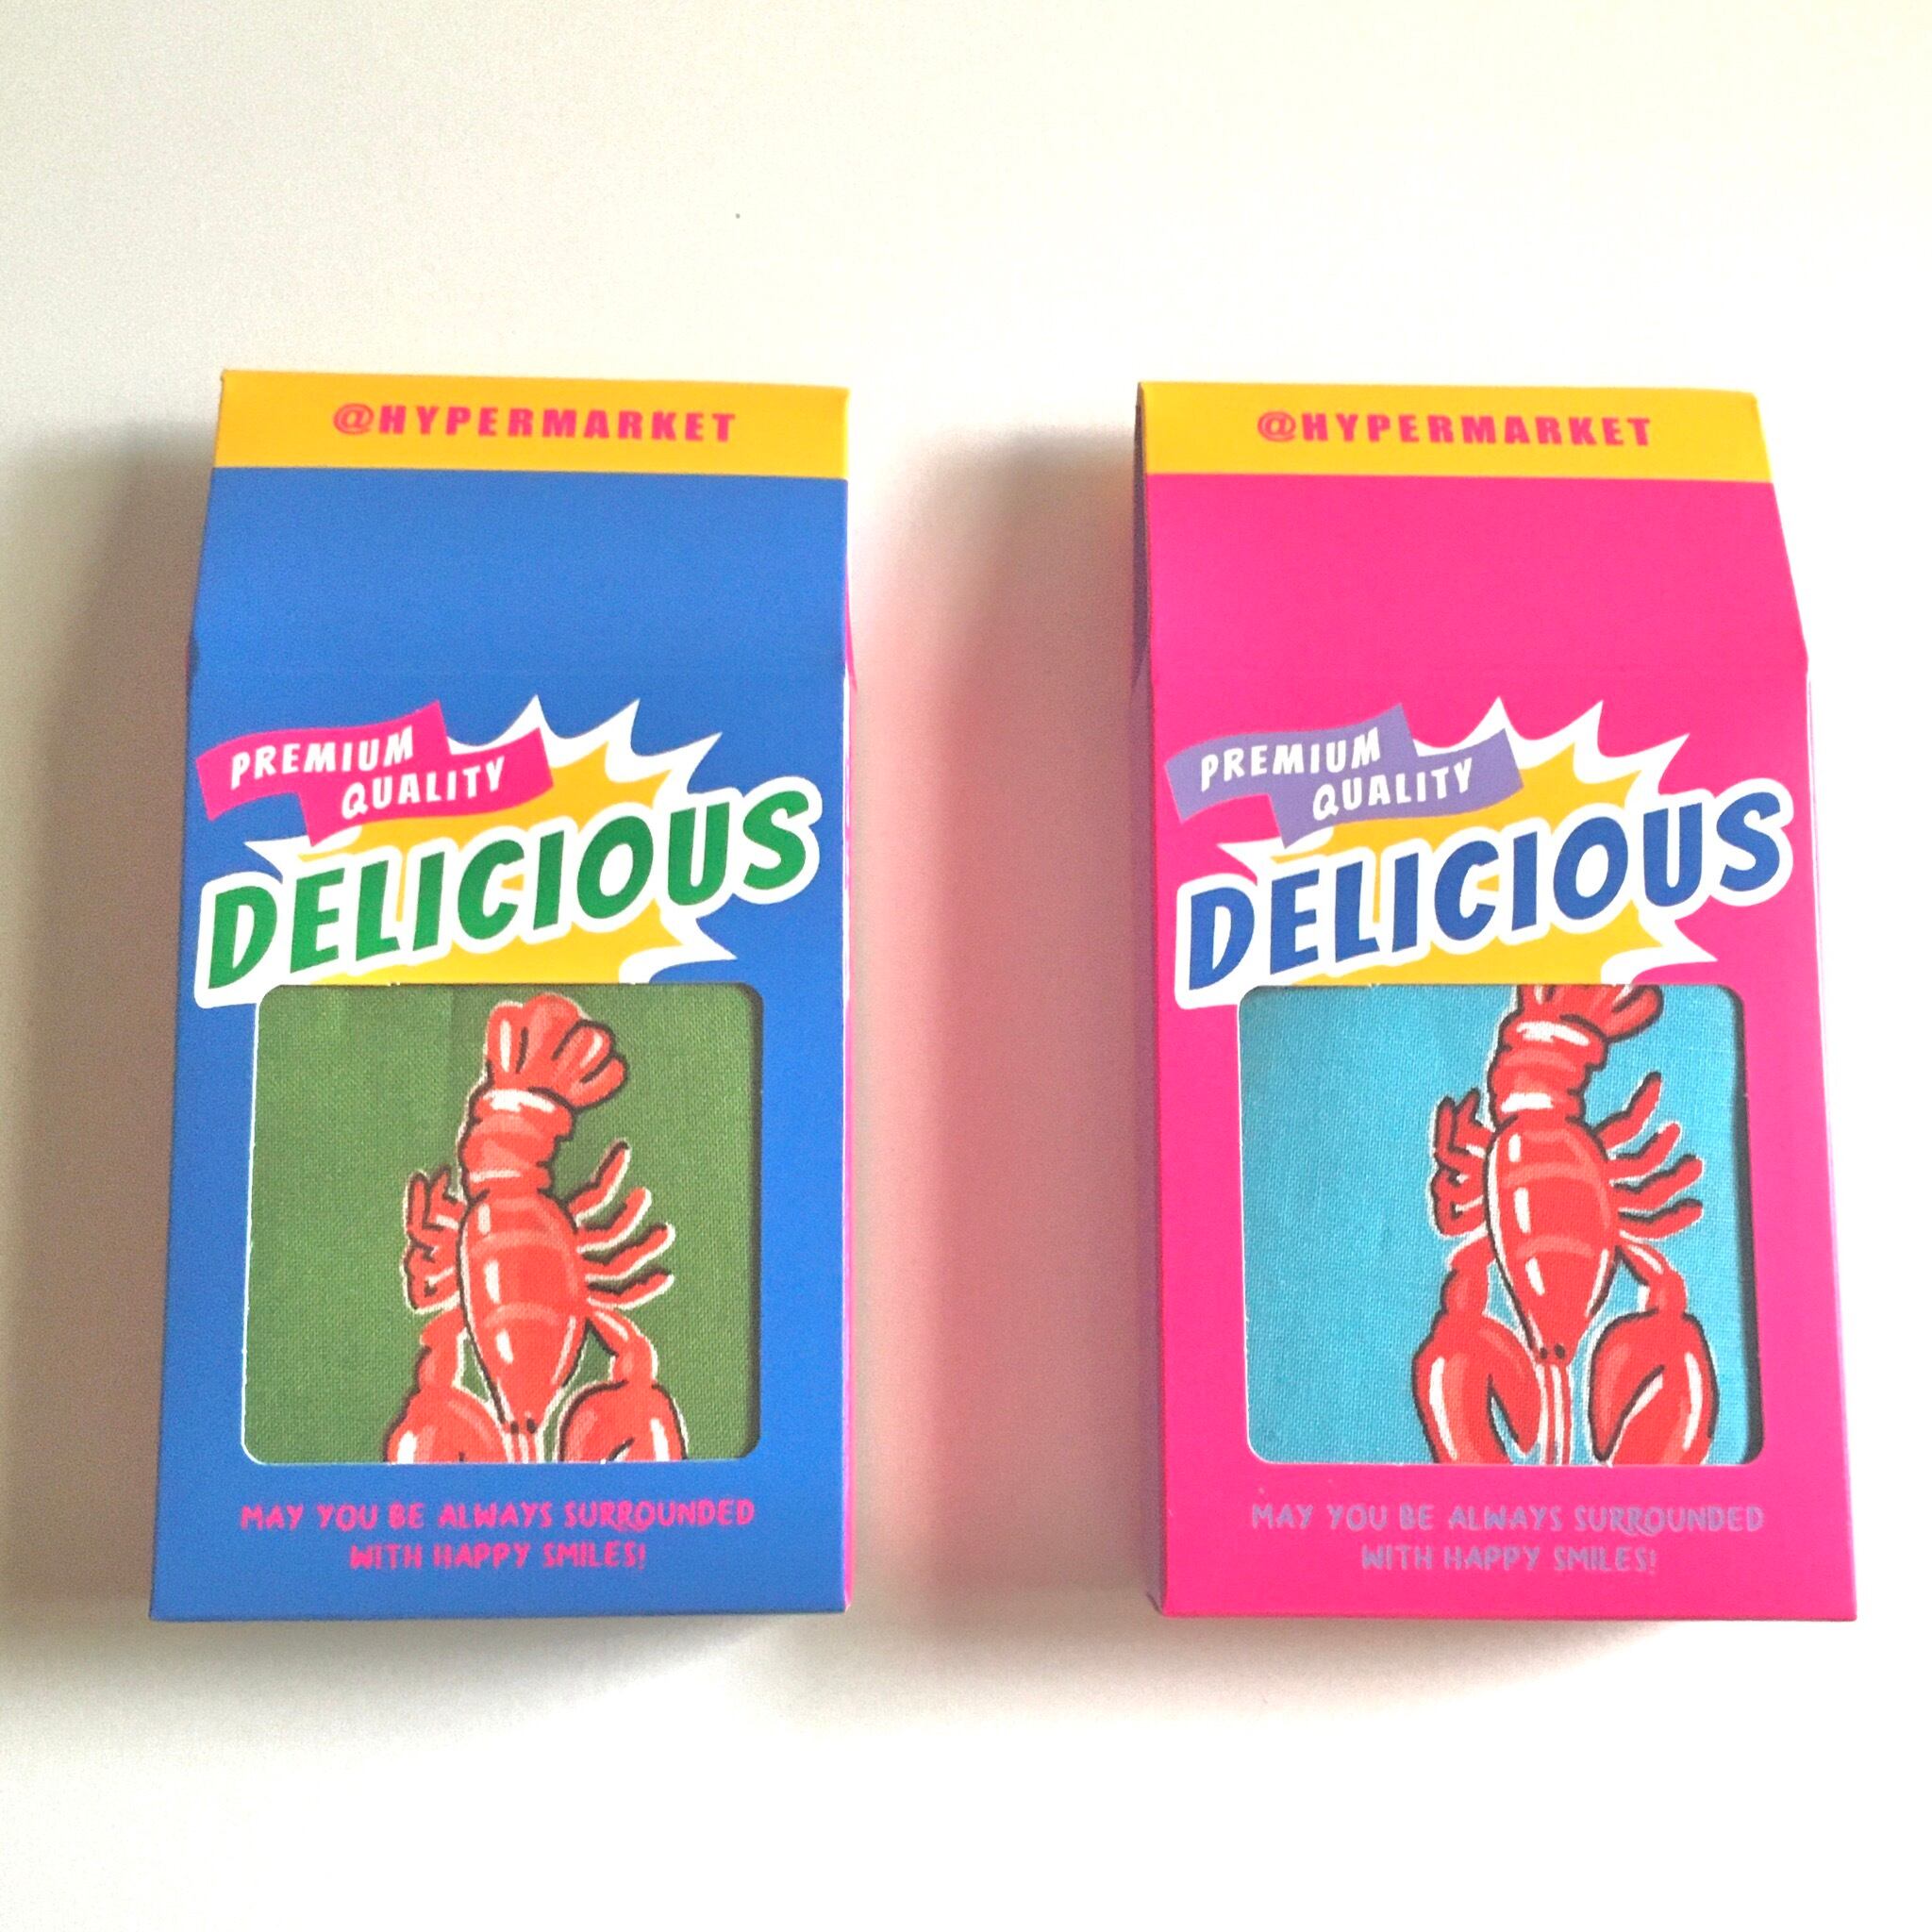 @HYPERMARKET
PREMIUM
QUALITY
DELICIOUS
MAY YOU BE ALWAYS SURROUNDED
WITH HAPPY SMILES!
@HYPERMARKET
PREMIUM
QUALITY
DELICIOUS
MAY YOU BE ALWAYS SURROUNDED
WITH HAPPY SMILES!